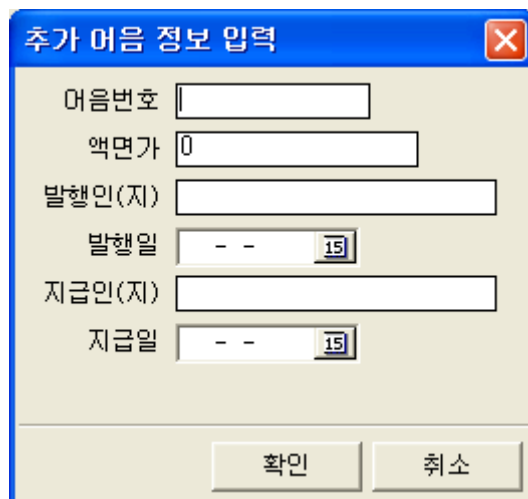 추가 어음 정보 입력
어음번호
액면가 0
발행인(지)
발행일 - - 15
지급인(지)
지급일 - - 15
확인 취소